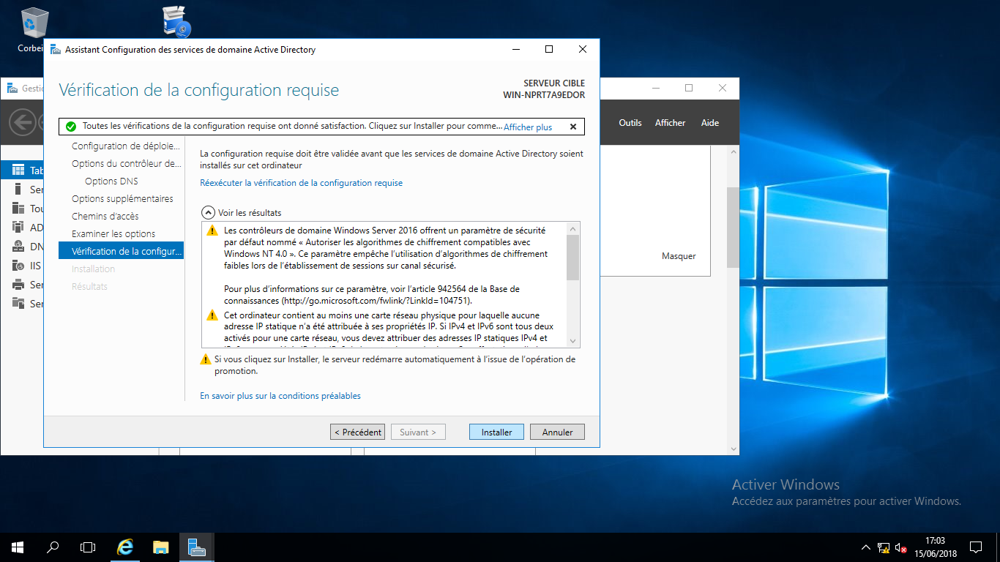 Corbei
Assistant Configuration des services de domaine Active Directory
Gestio
Vérification de la configuration requise
SERVEUR CIBLE
WIN-NPRT7A9EDOR
Outils
Afficher
Aide
Toutes les vérifications de la configuration requise ont donné satisfaction. Cliquez sur Installer pour comme... Afficher plus
Configuration de déploie...
Options du contrôleur de...
Options DNS
Options supplémentaires
Chemins d'accès
Examiner les options
Vérification de la configur...
Installation
Résultats
Tab
Ser
Tou
AD
DN
IIS
Ser
Ser
La configuration requise doit être validée avant que les services de domaine Active Directory soient
installés sur cet ordinateur
Réexécuter la vérification de la configuration requise
Voir les résultats
Les contrôleurs de domaine Windows Server 2016 offrent un paramètre de sécurité
par défaut nommé « Autoriser les algorithmes de chiffrement compatibles avec
Windows NT 4.0 ». Ce paramètre empêche l'utilisation d'algorithmes de chiffrement
faibles lors de l'établissement de sessions sur canal sécurisé.
Pour plus d'informations sur ce paramètre, voir l'article 942564 de la Base de
connaissances (http://go.microsoft.com/fwlink/?LinkId=104751).
Cet ordinateur contient au moins une carte réseau physique pour laquelle aucune
adresse IP statique n'a été attribuée à ses propriétés IP. Si IPv4 et IPv6 sont tous deux
activés pour une carte réseau, vous devez attribuer des adresses IP statiques IPv4 et
Masquer
Si vous cliquez sur Installer, le serveur redémarre automatiquement à l'issue de l'opération de
promotion.
En savoir plus sur la conditions préalables
< Précédent
Suivant >
Installer
Annuler
Activer Windows
Accédez aux paramètres pour activer Windows.
17:03
15/06/2018